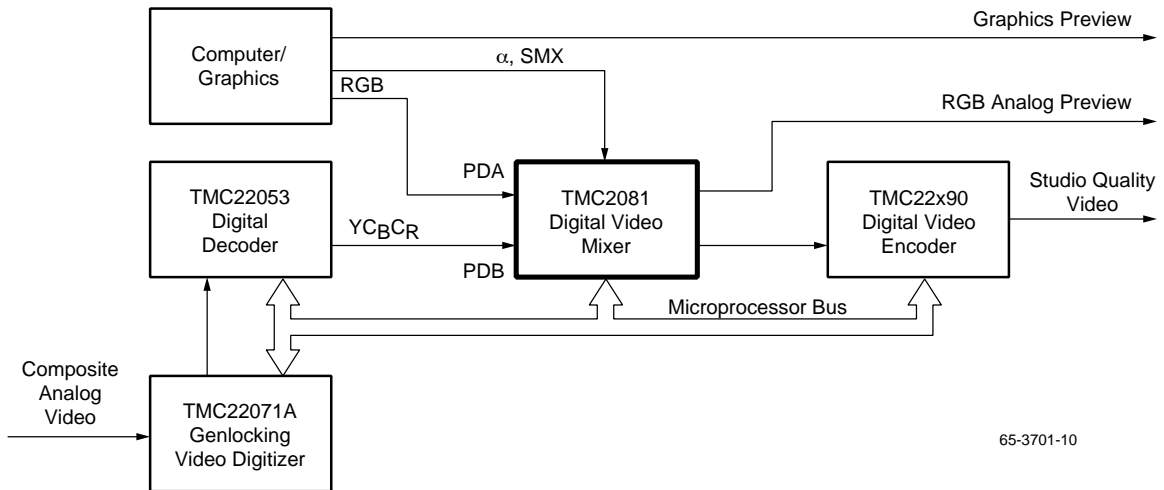 Graphics Preview
Computer/
Graphics
α, SMX
RGB
RGB Analog Preview
PDA
TMC22053
Digital
Decoder
YCBCR
PDB
TMC2081
Digital Video
Mixer
TMC22x90
Digital Video
Encoder
Studio Quality
Video
Microprocessor Bus
Composite
Analog
Video
TMC22071A
Genlocking
Video Digitizer
65-3701-10